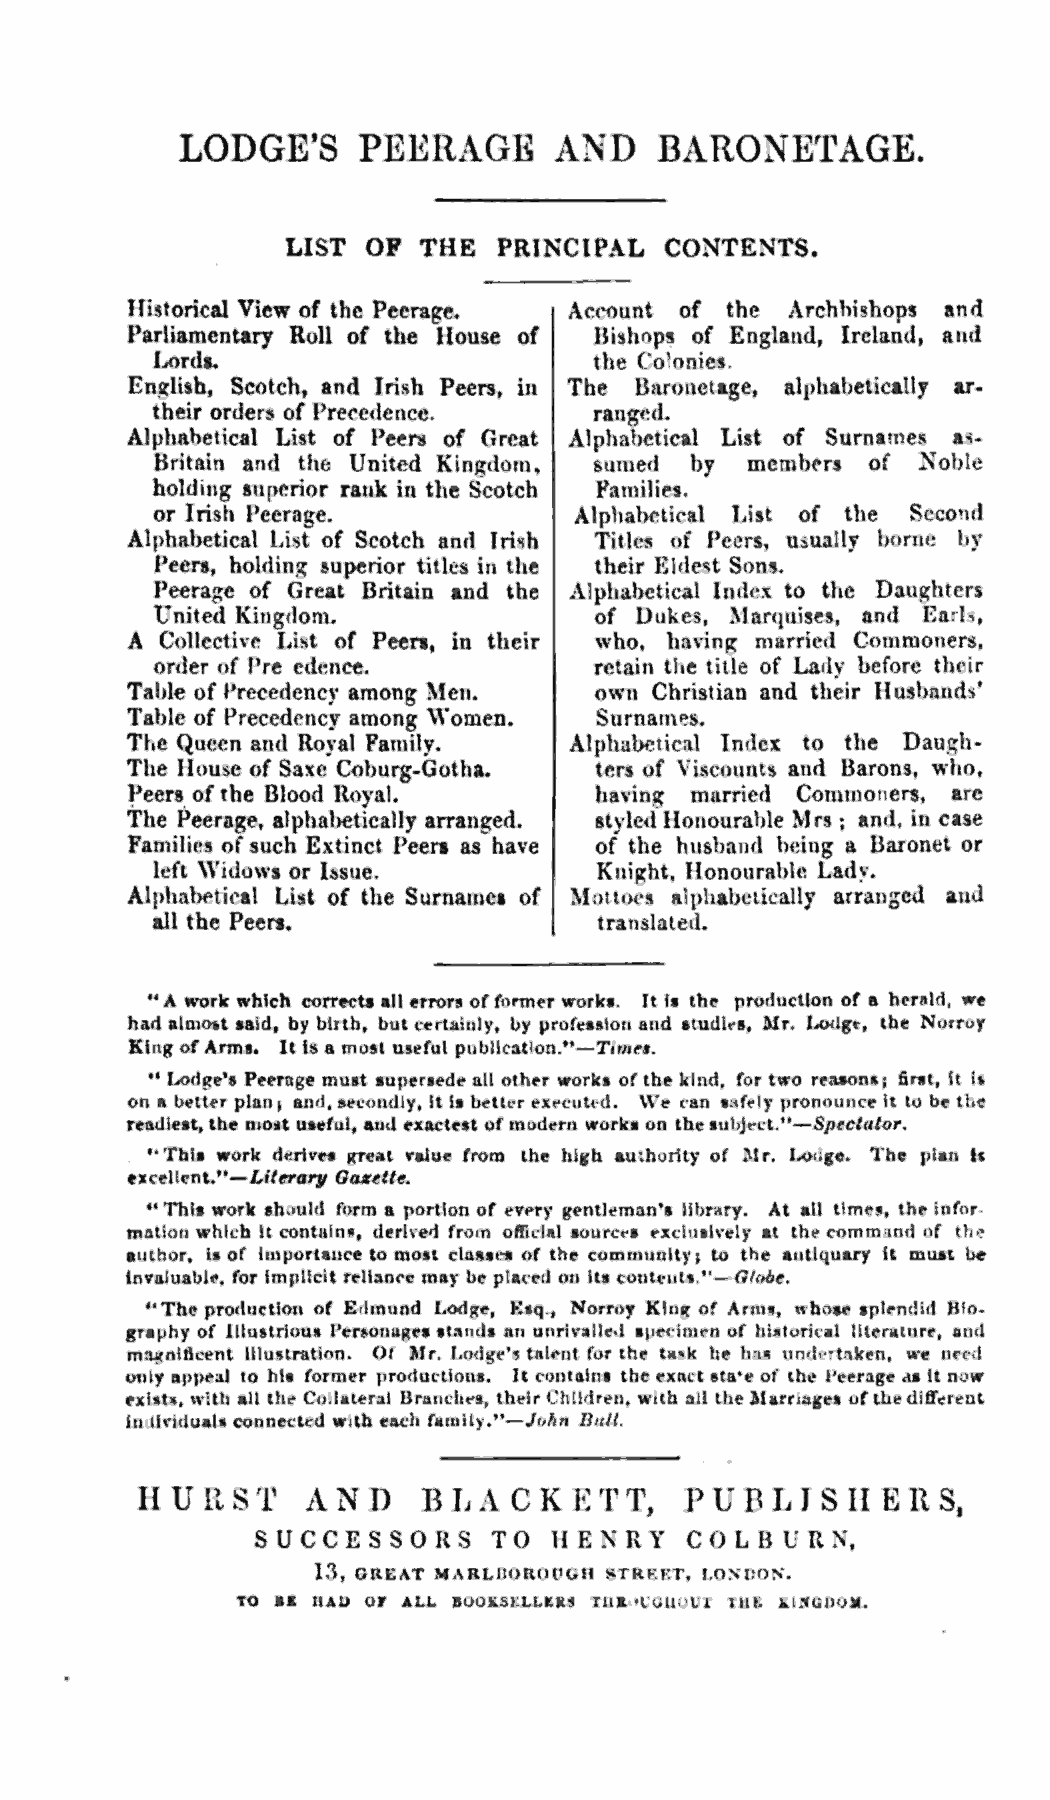 LODGE'S PEERAGE AND BARONETAGE.
LIST OF THE PRINCIPAL CONTENTS.
Historical View of the Peerage.
Parliamentary Roll of the House of
Lords.
English, Scotch, and Irish Peers, in
their orders of Precedence.
Alphabetical List of Peers of Great
Britain and the United Kingdom,
holding superior rank in the Scotch
or Irish Peerage.
Alphabetical List of Scotch and Irish
Peers, holding superior titles in the
Peerage of Great Britain and the
United Kingdom.
A Collective List of Peers, in their
order of Pre edence.
Table of Precedency among Men.
Table of Precedency among Women.
The Queen and Royal Family.
The House of Saxe Coburg-Gotha.
Peers of the Blood Royal.
The Peerage, alphabetically arranged.
Families of such Extinct Peers as have
left Widows or Issue.
Alphabetical List of the Surnames of
all the Peers.
Account of the Archbishops and
Bishops of England, Ireland, and
the Colonies.
The Baronetage, alphabetically ar-
ranged.
Alphabetical List of Surnames as-
sumed by members of Noble
Families.
Alphabetical List of the Second
Titles of Peers, usually borne by
their Eldest Sons.
Alphabetical Index to the Daughters
of Dukes, Marquises, and Earls,
who, having married Commoners,
retain the title of Lady before their
own Christian and their Husbands'
Surnames.
Alphabetical Index to the Daugh-
ters of Viscounts and Barons, who,
having married Commoners, are
styled Honourable Mrs ; and, in case
of the husband being a Baronet or
Knight, Honourable Lady.
Mottoes alphabetically arranged and
translated.
"A work which corrects all errors of former works. It is the production of a herald, we
had almost said, by birth, but certainly, by profession and studies, Mr. Lodge, the Norroy
King of Arms. It is a most useful publication."—Times.
"Lodge's Peerage must supersede all other works of the kind, for two reasons; first, it is
on a better plan; and, secondly, it is better executed. We can safely pronounce it to be the
readiest, the most useful, and exactest of modern works on the subject."—Spectator.
"This work derives great value from the high authority of Mr. Lodge. The plan is
excellent."—Literary Gazette.
"This work should form a portion of every gentleman's library. At all times, the infor-
mation which it contains, derived from official sources exclusively at the command of the
author, is of importance to most classes of the community; to the antiquary it must be
invaluable, for implicit reliance may be placed on its contents."—Globe.
"The production of Edmund Lodge, Esq., Norroy King of Arms, whose splendid Bio-
graphy of Illustrious Personages stands an unrivalled specimen of historical literature, and
magnificent illustration. Of Mr. Lodge's talent for the task he has undertaken, we need
only appeal to his former productions. It contains the exact state of the Peerage as it now
exists, with all the Collateral Branches, their Children, with all the Marriages of the different
individuals connected with each family."—John Bull.
HURST AND BLACKETT, PUBLISHERS,
SUCCESSORS TO HENRY COLBURN,
13, GREAT MARLBOROUGH STREET, LONDON.
TO BE HAD OF ALL BOOKSELLERS THROUGHOUT THE KINGDOM.